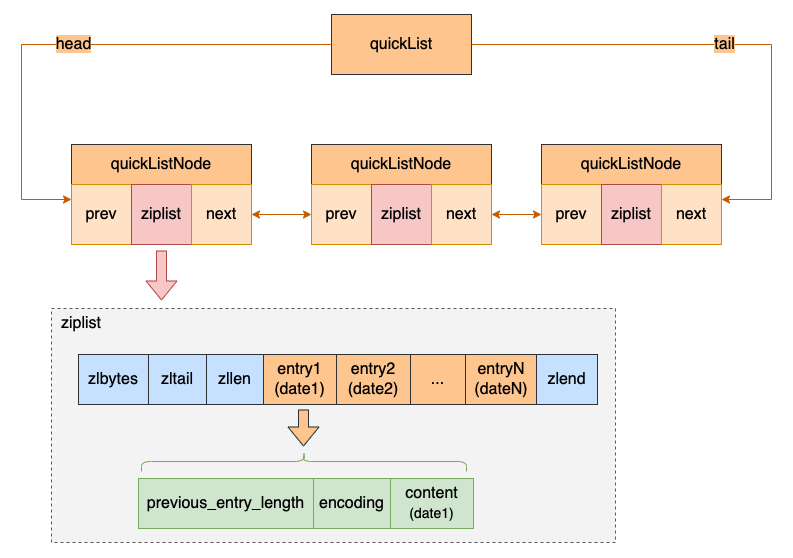 quickList
head
tail
quickListNode
quickListNode
quickListNode
prev
ziplist
next
prev
ziplist
next
prev
ziplist
next
ziplist
zlbytes
zltail
zllen
entry1
(date1)
entry2
(date2)
...
entryN
(dateN)
zlend
previous_entry_length
encoding
content
(date1)